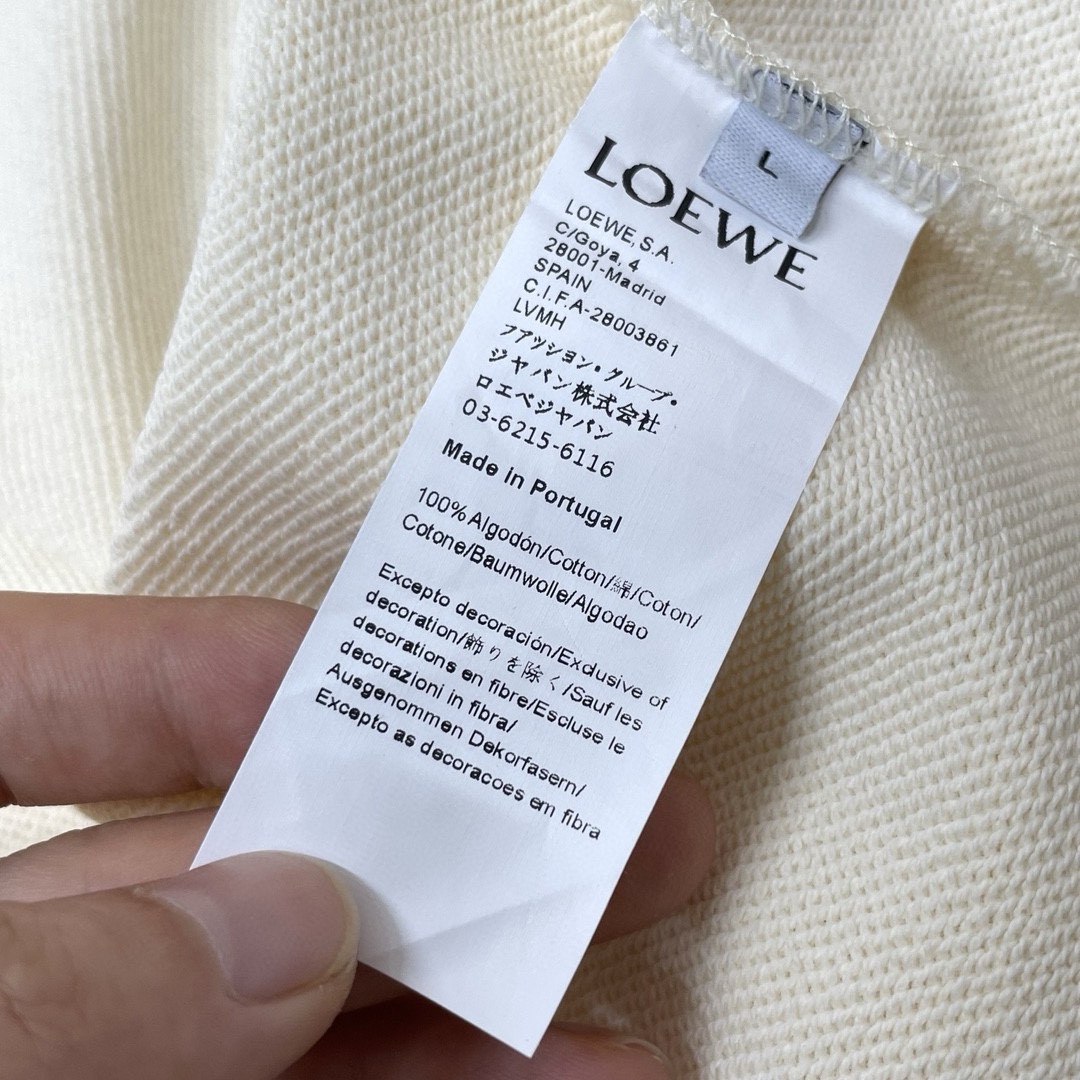 L
LOEWE
LOEWE, S.A.
C/Goya, 4
28001-Madrid
SPAIN
C.I.F.A-28003861
LVMH
ファッション・グループ・
ジャパン株式会社
ロエベジャパン
03-6215-6116
Made in Portugal
100% Algodón/Cotton/綿/Coton/
Cotone/Baumwolle/Algodao
Excepto decoración/Exclusive of
decoration/飾りを除く/Sauf les
decorations en fibre/Escluse le
decorazioni in fibra/
Ausgenommen Dekorfasern/
Excepto as decoracoes em fibra